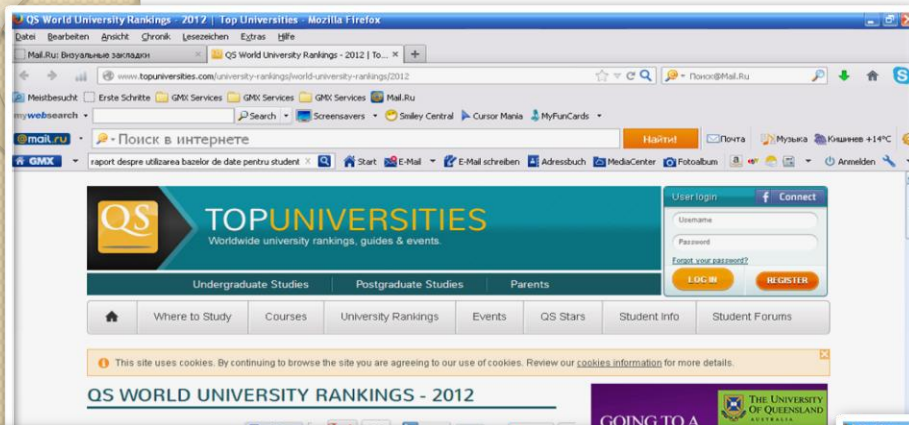 QS World University Rankings - 2012 | Top Universities - Mozilla Firefox
Datei Bearbeiten Ansicht Chronik Lesezeichen Extras Hilfe
Mail.Ru: Визуальные закладки × QS World University Rankings - 2012 | To... × +
www.topuniversities.com/university-rankings/world-university-rankings/2012 Поиск@Mail.Ru
Meistbesucht Erste Schritte GMX Services GMX Services GMX Services Mail.Ru
mywebsearch Search Screensavers Smiley Central Cursor Mania MyFunCards
@mail.ru Поиск в интернете Найти! Почта Музыка Кишинев +14°C
GMX raport despre utilizarea bazelor de date pentru student × Start E-Mail E-Mail schreiben Adressbuch MediaCenter Fotoalbum Anmelden
User login f Connect
QS TOPUNIVERSITIES
Username
Worldwide university rankings, guides & events.
Password
Forgot your password?
LOG IN REGISTER
Undergraduate Studies Postgraduate Studies Parents
Where to Study Courses University Rankings Events QS Stars Student Info Student Forums
This site uses cookies. By continuing to browse the site you are agreeing to our use of cookies. Review our cookies information for more details.
QS WORLD UNIVERSITY RANKINGS - 2012
THE UNIVERSITY
OF QUEENSLAND
AUSTRALIA
GOING TO A